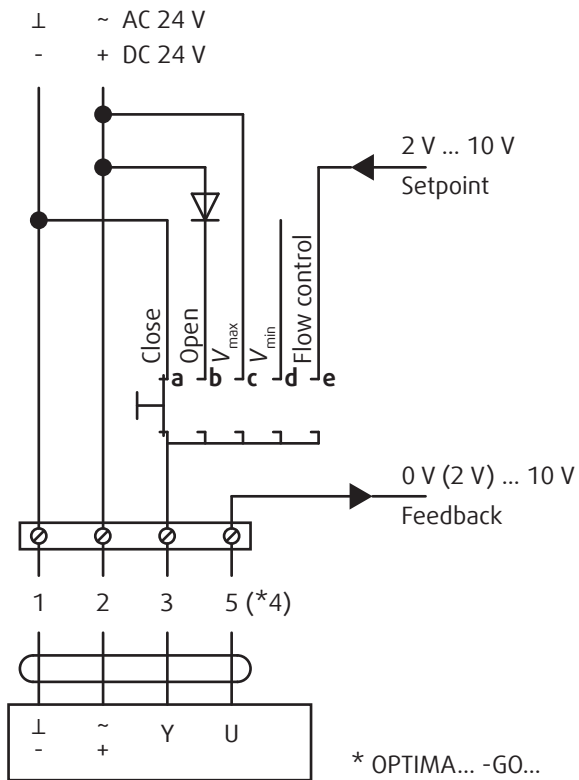 ⊥ ~ AC 24 V
- + DC 24 V
2 V ... 10 V
Setpoint
Close
Open
Vmax
Vmin
Flow control
a b c d e
0 V (2 V) ... 10 V
Feedback
1 2 3 5 (*4)
⊥ ~ Y U
- +
* OPTIMA... -GO...